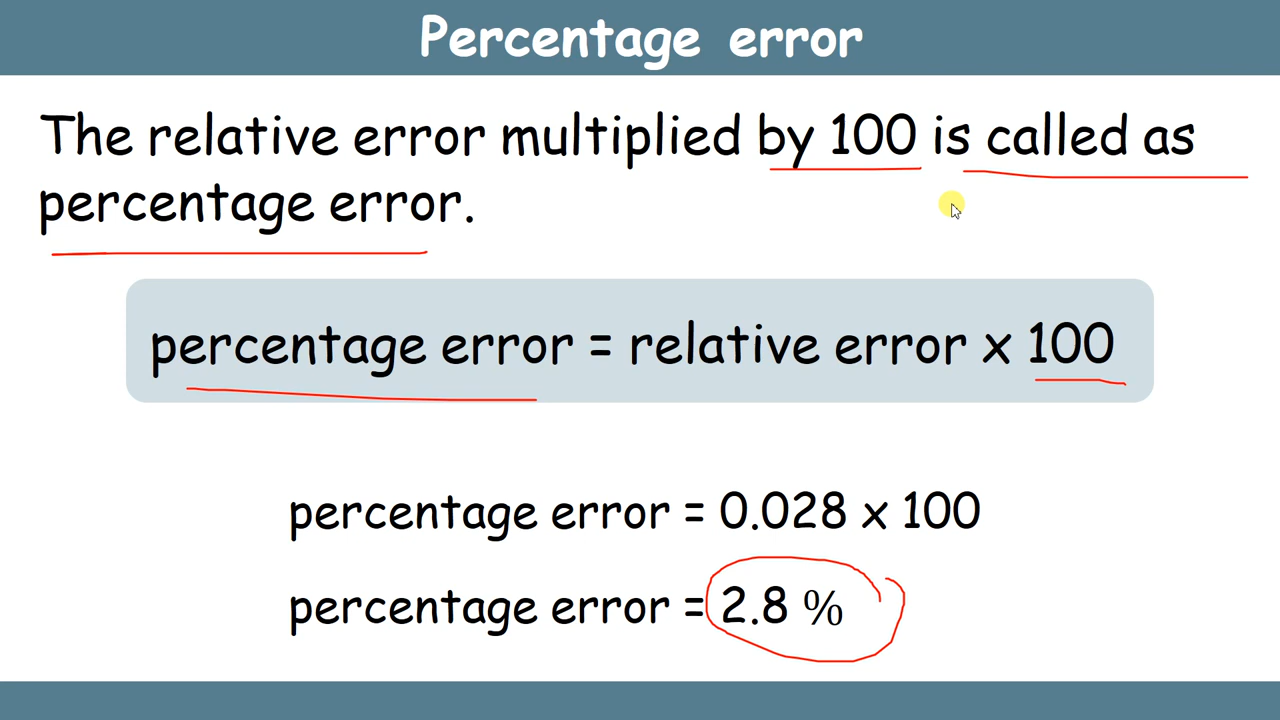 Percentage error
The relative error multiplied by 100 is called as
percentage error.
percentage error = relative error x 100
percentage error = 0.028 x 100
percentage error = 2.8 %